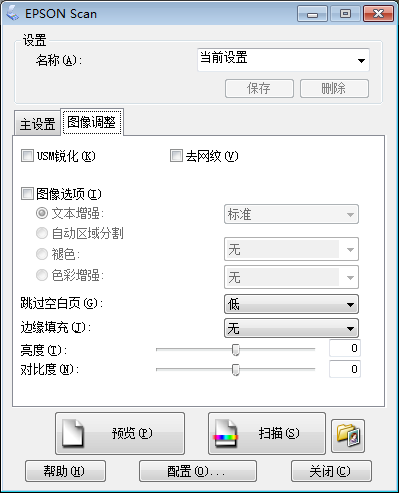 EPSON Scan
设置
名称(A):
当前设置
保存 删除
主设置 图像调整
USM锐化(K) 去网纹(V)
图像选项(I)
文本增强: 标准
自动区域分割
褪色: 无
色彩增强: 无
跳过空白页(G): 低
边缘填充(J): 无
亮度(T): 0
对比度(N): 0
预览(P) 扫描(S)
帮助(H) 配置(O)... 关闭(C)